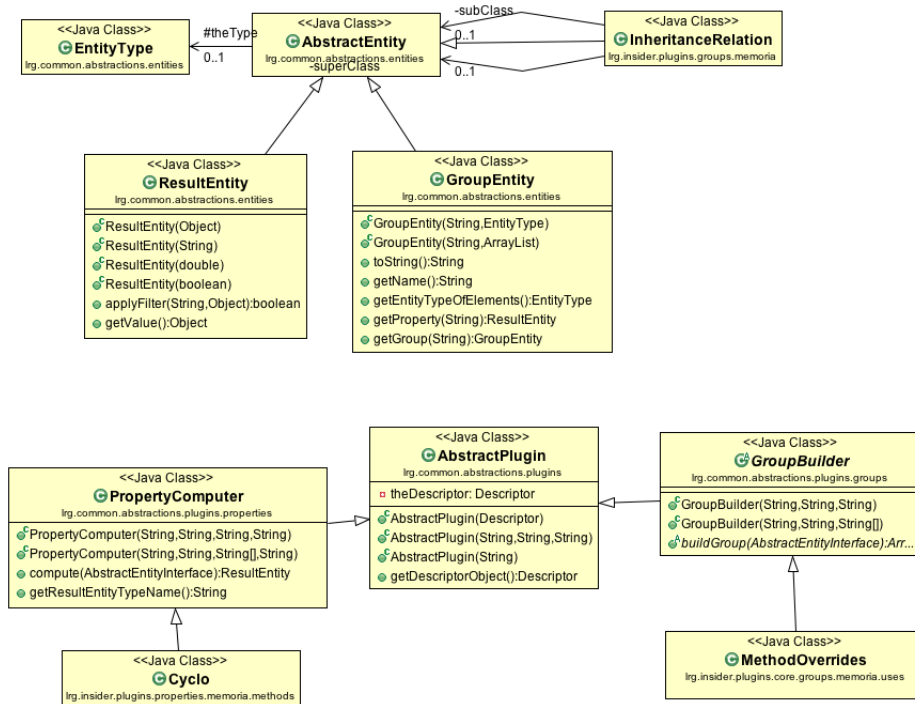 <<Java Class>>
EntityType
lrg.common.abstractions.entities
#theType
0..1
<<Java Class>>
AbstractEntity
lrg.common.abstractions.entities
-superClass
-subClass
0..1
0..1
<<Java Class>>
InheritanceRelation
lrg.insider.plugins.groups.memoria
<<Java Class>>
ResultEntity
lrg.common.abstractions.entities
ResultEntity(Object)
ResultEntity(String)
ResultEntity(double)
ResultEntity(boolean)
applyFilter(String,Object):boolean
getValue():Object
<<Java Class>>
GroupEntity
lrg.common.abstractions.entities
GroupEntity(String,EntityType)
GroupEntity(String,ArrayList)
toString():String
getName():String
getEntityTypeOfElements():EntityType
getProperty(String):ResultEntity
getGroup(String):GroupEntity
<<Java Class>>
PropertyComputer
lrg.common.abstractions.plugins.properties
PropertyComputer(String,String,String,String)
PropertyComputer(String,String,String[],String)
compute(AbstractEntityInterface):ResultEntity
getResultEntityTypeName():String
<<Java Class>>
AbstractPlugin
lrg.common.abstractions.plugins
theDescriptor: Descriptor
AbstractPlugin(Descriptor)
AbstractPlugin(String,String,String)
AbstractPlugin(String)
getDescriptorObject():Descriptor
<<Java Class>>
GroupBuilder
lrg.common.abstractions.plugins.groups
GroupBuilder(String,String,String)
GroupBuilder(String,String,String[])
buildGroup(AbstractEntityInterface):Arr...
<<Java Class>>
Cyclo
lrg.insider.plugins.properties.memoria.methods
<<Java Class>>
MethodOverrides
lrg.insider.plugins.core.groups.memoria.uses